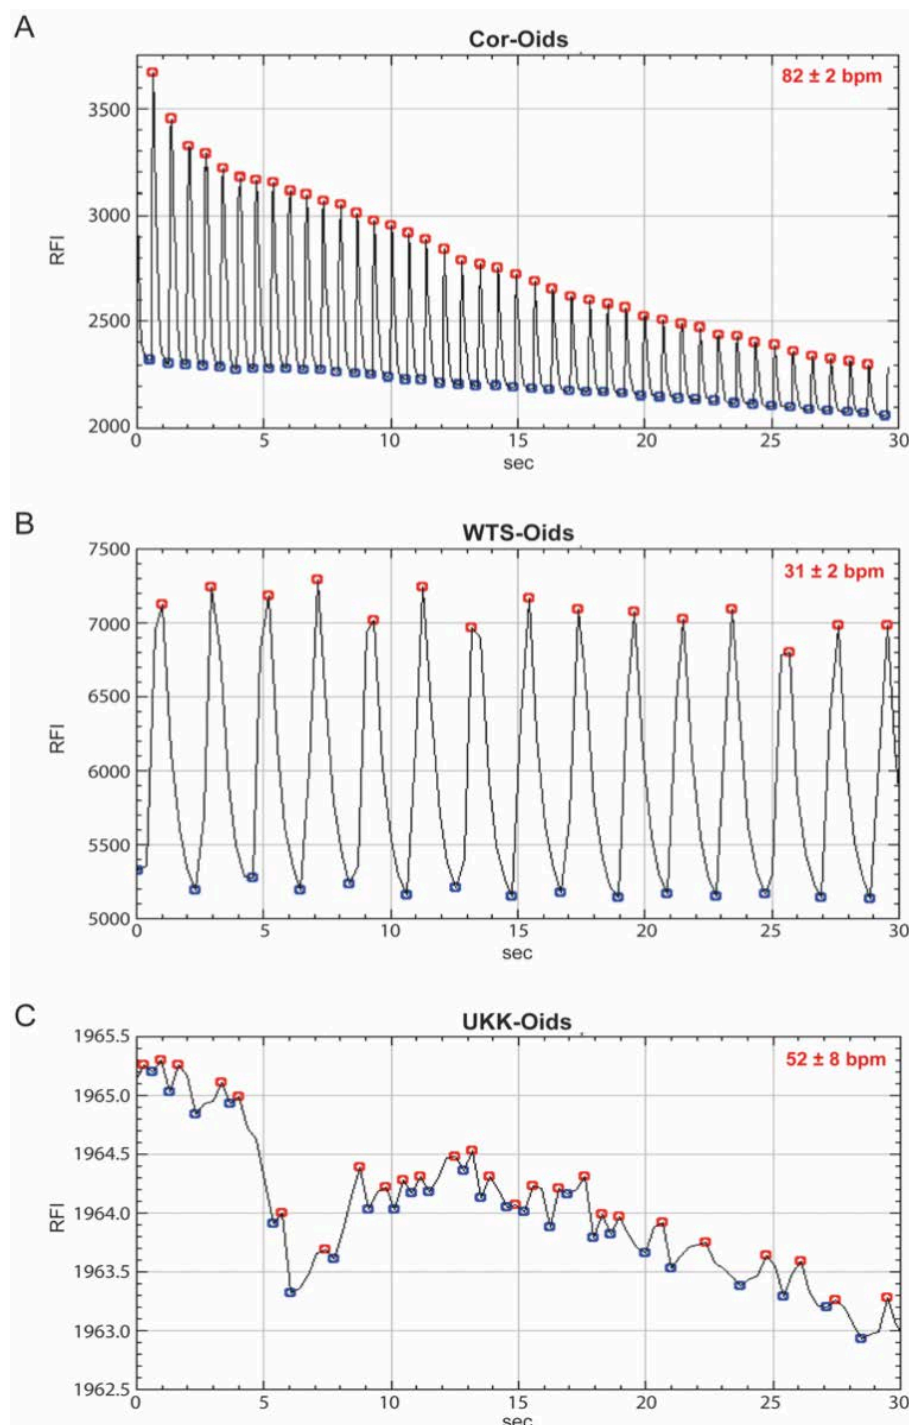 A
Cor-Oids
82 ± 2 bpm
3500
3000
RFI
2500
2000
0 5 10 15 20 25 30
sec
B
WTS-Oids
7500
31 ± 2 bpm
7000
6500
RFI
6000
5500
5000
0 5 10 15 20 25 30
sec
C
UKK-Oids
1965.5
52 ± 8 bpm
1965.0
1964.5
1964.0
RFI
1963.5
1963.0
1962.5
0 5 10 15 20 25 30
sec